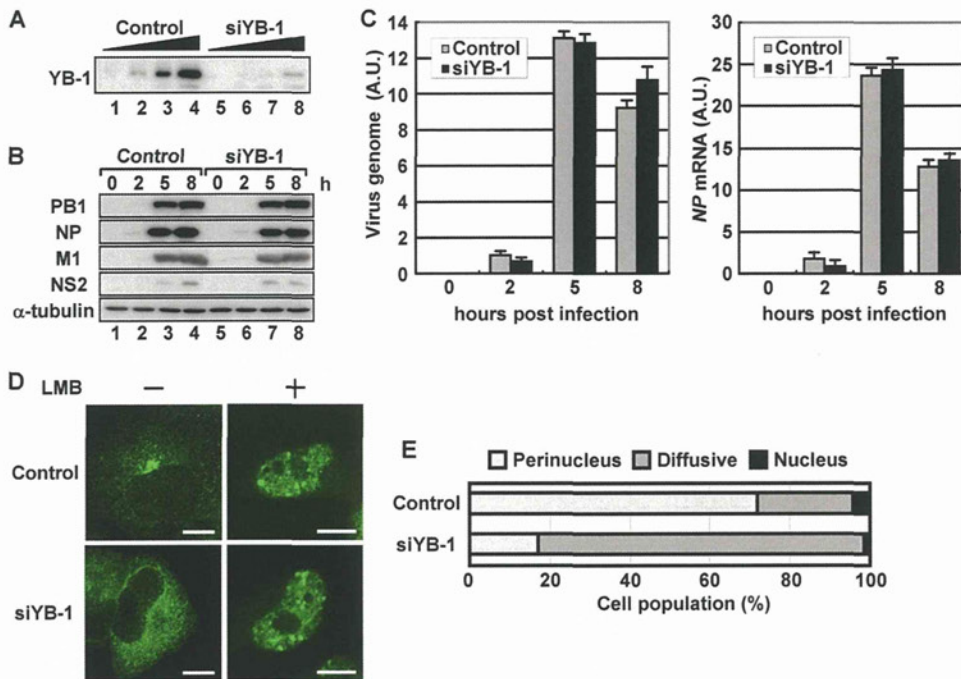 A
Control siYB-1
YB-1
1 2 3 4 5 6 7 8
B
Control siYB-1
0 2 5 8 0 2 5 8 h
PB1
NP
M1
NS2
α-tubulin
1 2 3 4 5 6 7 8
C
Virus genome (A.U.)
14
12
10
8
6
4
2
0
Control
siYB-1
0 2 5 8
hours post infection
NP mRNA (A.U.)
30
25
20
15
10
5
0
Control
siYB-1
0 2 5 8
hours post infection
D
LMB − +
Control
siYB-1
E
Perinucleus Diffusive Nucleus
Control
siYB-1
0 20 40 60 80 100
Cell population (%)